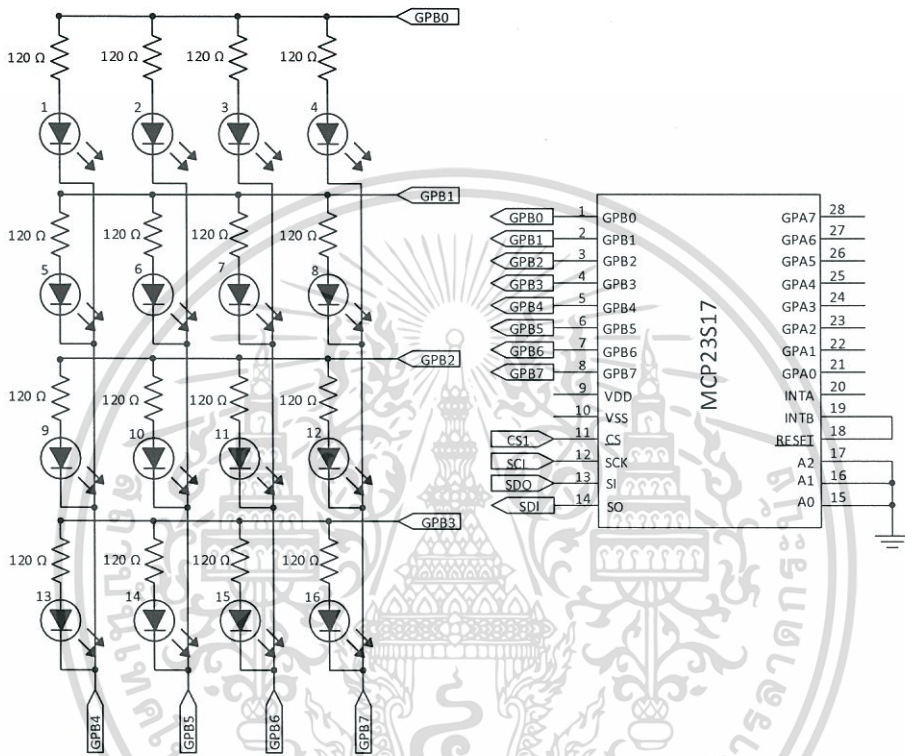 GPB0
120 Ω 120 Ω 120 Ω 120 Ω
1 2 3 4
GPB1
120 Ω 120 Ω 120 Ω 120 Ω
5 6 7 8
GPB2
120 Ω 120 Ω 120 Ω 120 Ω
9 10 11 12
GPB3
120 Ω 120 Ω 120 Ω 120 Ω
13 14 15 16
GPB4 GPB5 GPB6 GPB7
MCP23S17
GPB0 1 GPB0 GPA7 28
GPB1 2 GPB1 GPA6 27
GPB2 3 GPB2 GPA5 26
GPB3 4 GPB3 GPA4 25
GPB4 5 GPB4 GPA3 24
GPB5 6 GPB5 GPA2 23
GPB6 7 GPB6 GPA1 22
GPB7 8 GPB7 GPA0 21
9 VDD INTA 20
10 VSS INTB 19
CS1 11 CS RESET 18
SCL 12 SCK A2 17
SDO 13 SI A1 16
SDI 14 SO A0 15